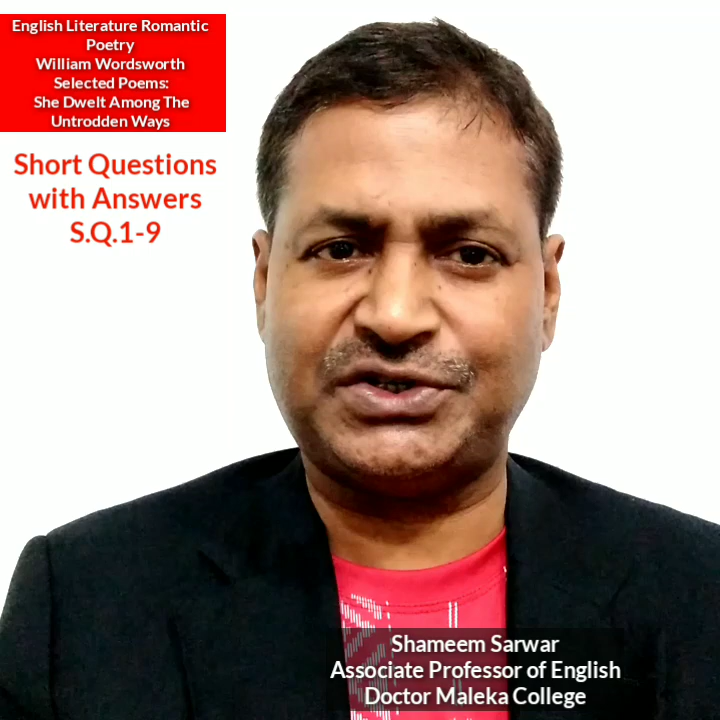 English Literature Romantic
Poetry
William Wordsworth
Selected Poems:
She Dwelt Among The
Untrodden Ways
Short Questions
with Answers
S.Q.1-9
Shameem Sarwar
Associate Professor of English
Doctor Maleka College